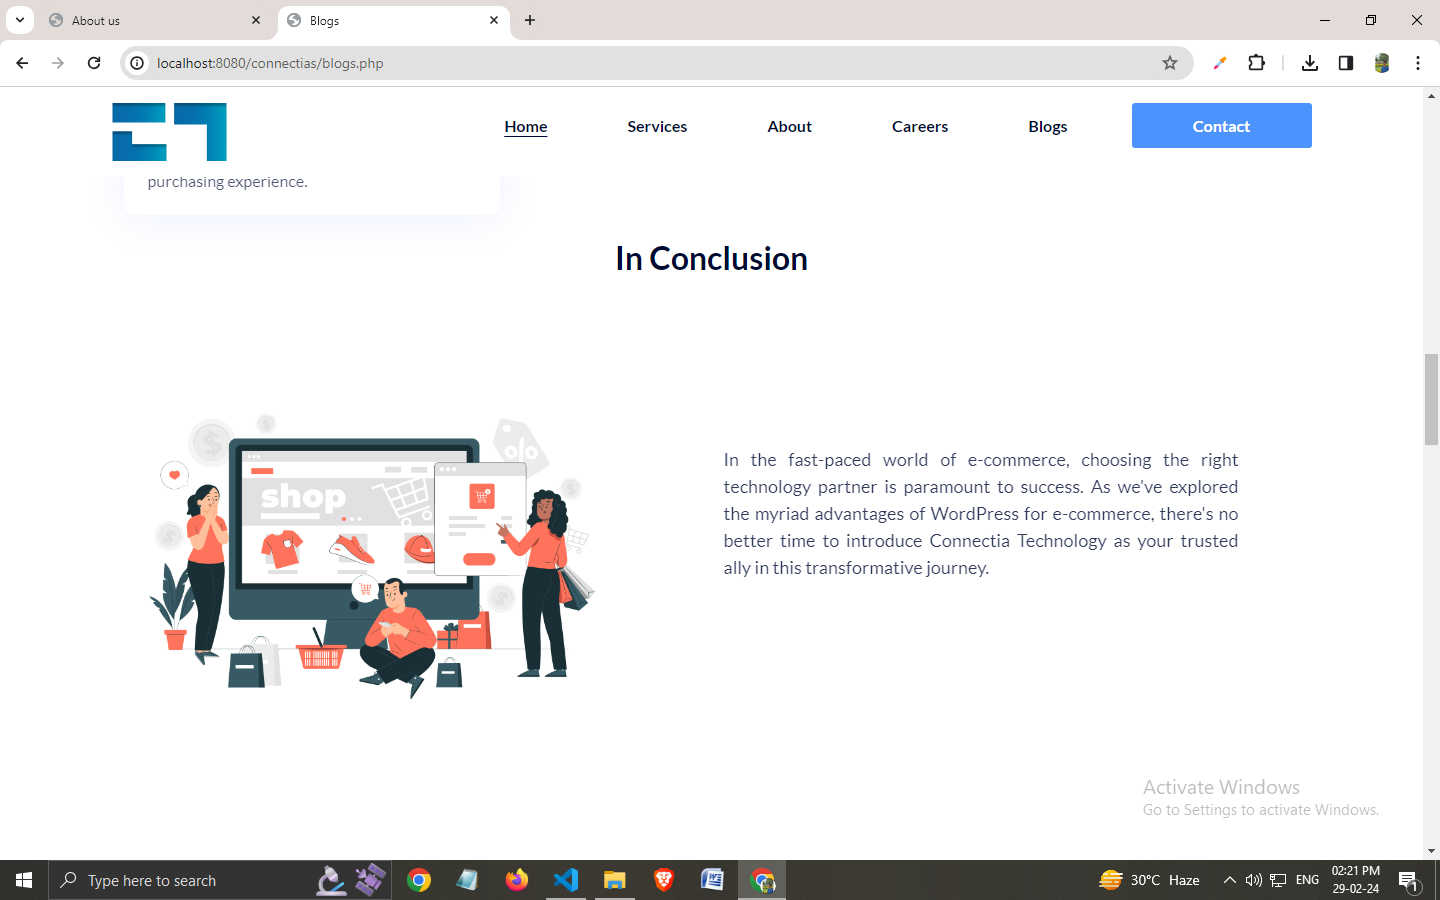 About us
Blogs
localhost:8080/connectias/blogs.php
Home
Services
About
Careers
Blogs
Contact
purchasing experience.
In Conclusion
shop
%
$
$
$
$
$
In the fast-paced world of e-commerce, choosing the right
technology partner is paramount to success. As we've explored
the myriad advantages of WordPress for e-commerce, there's no
better time to introduce Connectia Technology as your trusted
ally in this transformative journey.
Activate Windows
Go to Settings to activate Windows.
Type here to search
30°C Haze
ENG
02:21 PM
29-02-24
1